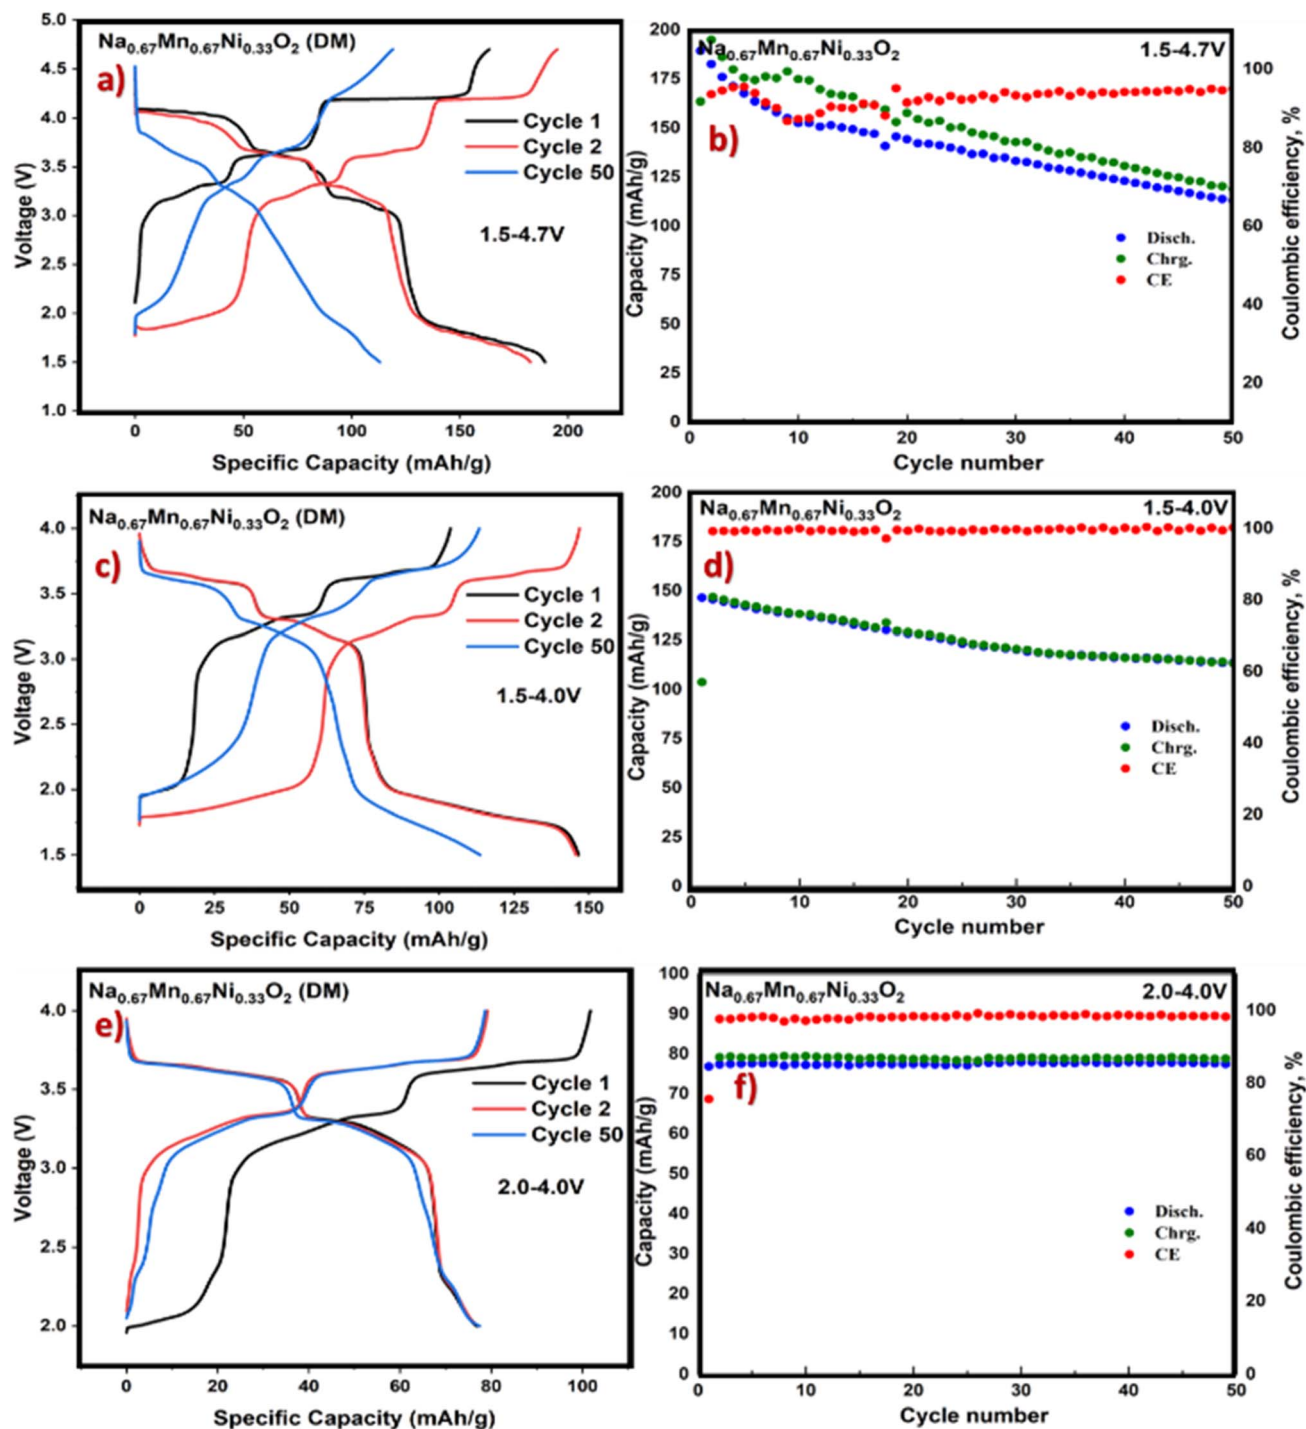 Na0.67Mn0.67Ni0.33O2 (DM)
a)
5.0
4.5
4.0
3.5
3.0
2.5
2.0
1.5
1.0
Voltage (V)
Cycle 1
Cycle 2
Cycle 50
1.5-4.7V
0
50
100
150
200
Specific Capacity (mAh/g)
Na0.67Mn0.67Ni0.33O2
1.5-4.7V
b)
200
175
150
125
100
75
50
25
0
Capacity (mAh/g)
Disch.
Chrg.
CE
100
80
60
40
20
Coulombic efficiency, %
0
10
20
30
40
50
Cycle number
Na0.67Mn0.67Ni0.33O2 (DM)
c)
4.0
3.5
3.0
2.5
2.0
1.5
Voltage (V)
Cycle 1
Cycle 2
Cycle 50
1.5-4.0V
0
25
50
75
100
125
150
Specific Capacity (mAh/g)
Na0.67Mn0.67Ni0.33O2
1.5-4.0V
d)
200
175
150
125
100
75
50
25
0
Capacity (mAh/g)
Disch.
Chrg.
CE
100
80
60
40
20
0
Coulombic efficiency, %
0
10
20
30
40
50
Cycle number
Na0.67Mn0.67Ni0.33O2 (DM)
e)
4.0
3.5
3.0
2.5
2.0
Voltage (V)
Cycle 1
Cycle 2
Cycle 50
2.0-4.0V
0
20
40
60
80
100
Specific Capacity (mAh/g)
Na0.67Mn0.67Ni0.33O2
2.0-4.0V
f)
100
90
80
70
60
50
40
30
20
10
0
Capacity (mAh/g)
Disch.
Chrg.
CE
100
80
60
40
20
0
Coulombic efficiency, %
0
10
20
30
40
50
Cycle number